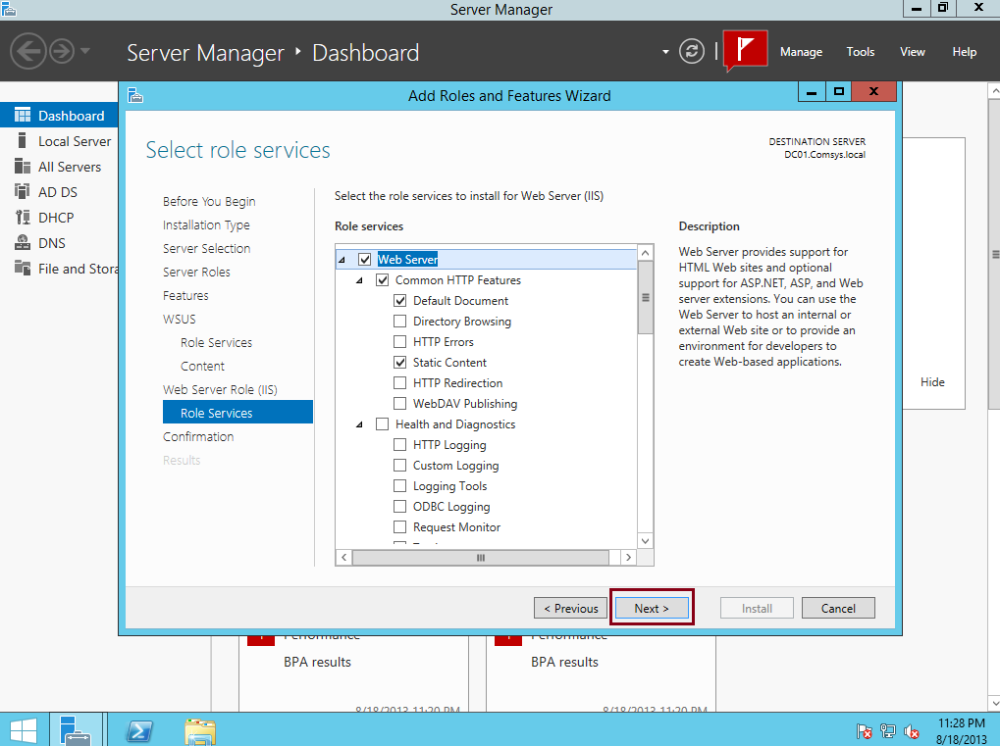 Server Manager
Server Manager Dashboard
Manage Tools View Help
Dashboard
Local Server
All Servers
AD DS
DHCP
DNS
File and Stora
Add Roles and Features Wizard
Select role services
DESTINATION SERVER
DC01.Comsys.local
Before You Begin
Installation Type
Server Selection
Server Roles
Features
WSUS
Role Services
Content
Web Server Role (IIS)
Role Services
Confirmation
Results
Select the role services to install for Web Server (IIS)
Role services
Web Server
Common HTTP Features
Default Document
Directory Browsing
HTTP Errors
Static Content
HTTP Redirection
WebDAV Publishing
Health and Diagnostics
HTTP Logging
Custom Logging
Logging Tools
ODBC Logging
Request Monitor
Description
Web Server provides support for
HTML Web sites and optional
support for ASP.NET, ASP, and Web
server extensions. You can use the
Web Server to host an internal or
external Web site or to provide an
environment for developers to
create Web-based applications.
Hide
< Previous Next > Install Cancel
Performance Performance
BPA results BPA results
8/18/2013 11:20 PM 8/18/2013 11:20 PM
11:28 PM
8/18/2013